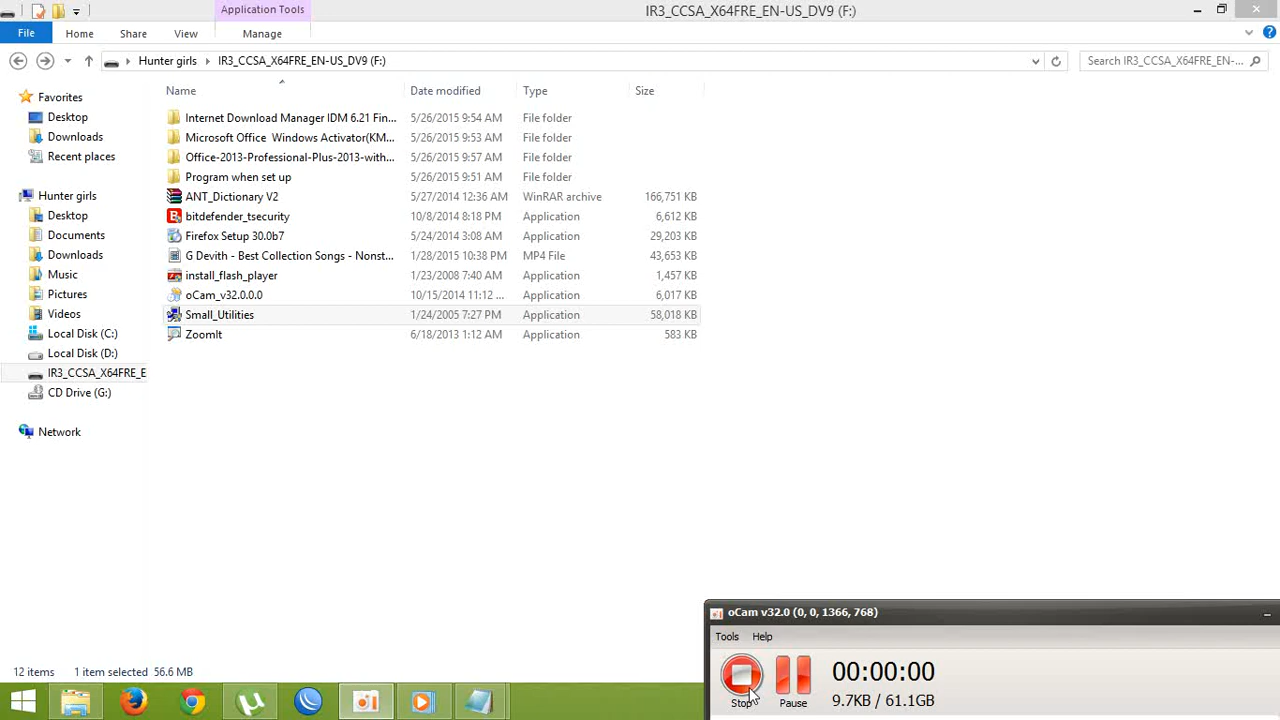 Application Tools
IR3_CCSA_X64FRE_EN-US_DV9 (F:)
File Home Share View Manage
Hunter girls IR3_CCSA_X64FRE_EN-US_DV9 (F:)
Search IR3_CCSA_X64FRE_EN-...
Name Date modified Type Size
Favorites
Desktop
Downloads
Recent places
Hunter girls
Desktop
Documents
Downloads
Music
Pictures
Videos
Local Disk (C:)
Local Disk (D:)
IR3_CCSA_X64FRE_E
CD Drive (G:)
Network
Internet Download Manager IDM 6.21 Fin... 5/26/2015 9:54 AM File folder
Microsoft Office Windows Activator(KM... 5/26/2015 9:53 AM File folder
Office-2013-Professional-Plus-2013-with... 5/26/2015 9:57 AM File folder
Program when set up 5/26/2015 9:51 AM File folder
ANT_Dictionary V2 5/27/2014 12:36 AM WinRAR archive 166,751 KB
bitdefender_tsecurity 10/8/2014 8:18 PM Application 6,612 KB
Firefox Setup 30.0b7 5/24/2014 3:08 AM Application 29,203 KB
G Devith - Best Collection Songs - Nonst... 1/28/2015 10:38 PM MP4 File 43,653 KB
install_flash_player 1/23/2008 7:40 AM Application 1,457 KB
oCam_v32.0.0.0 10/15/2014 11:12 ... Application 6,017 KB
Small_Utilities 1/24/2005 7:27 PM Application 58,018 KB
ZoomIt 6/18/2013 1:12 AM Application 583 KB
12 items 1 item selected 56.6 MB
oCam v32.0 (0, 0, 1366, 768)
Tools Help
00:00:00
Stop Pause 9.7KB / 61.1GB